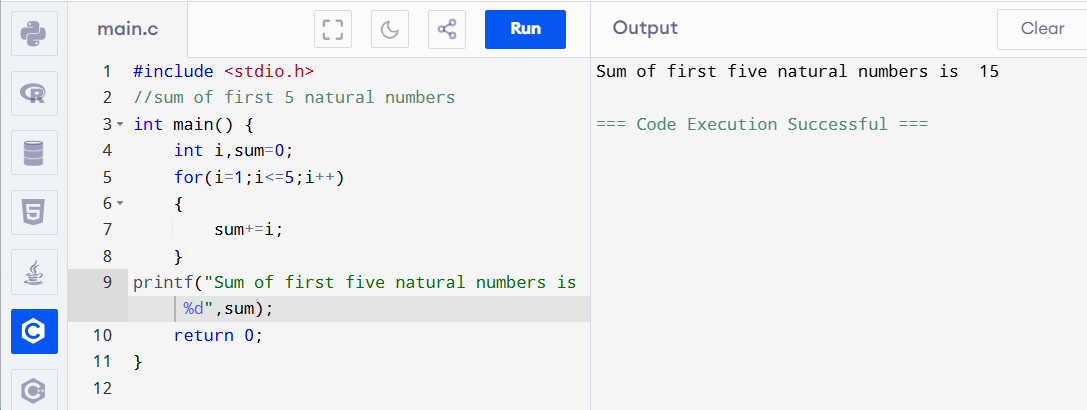 main.c
Run
Output
Clear
1 #include <stdio.h>
2 //sum of first 5 natural numbers
3 int main() {
4 int i,sum=0;
5 for(i=1;i<=5;i++)
6 {
7 sum+=i;
8 }
9 printf("Sum of first five natural numbers is
%d",sum);
10 return 0;
11 }
12
Sum of first five natural numbers is  15
=== Code Execution Successful ===